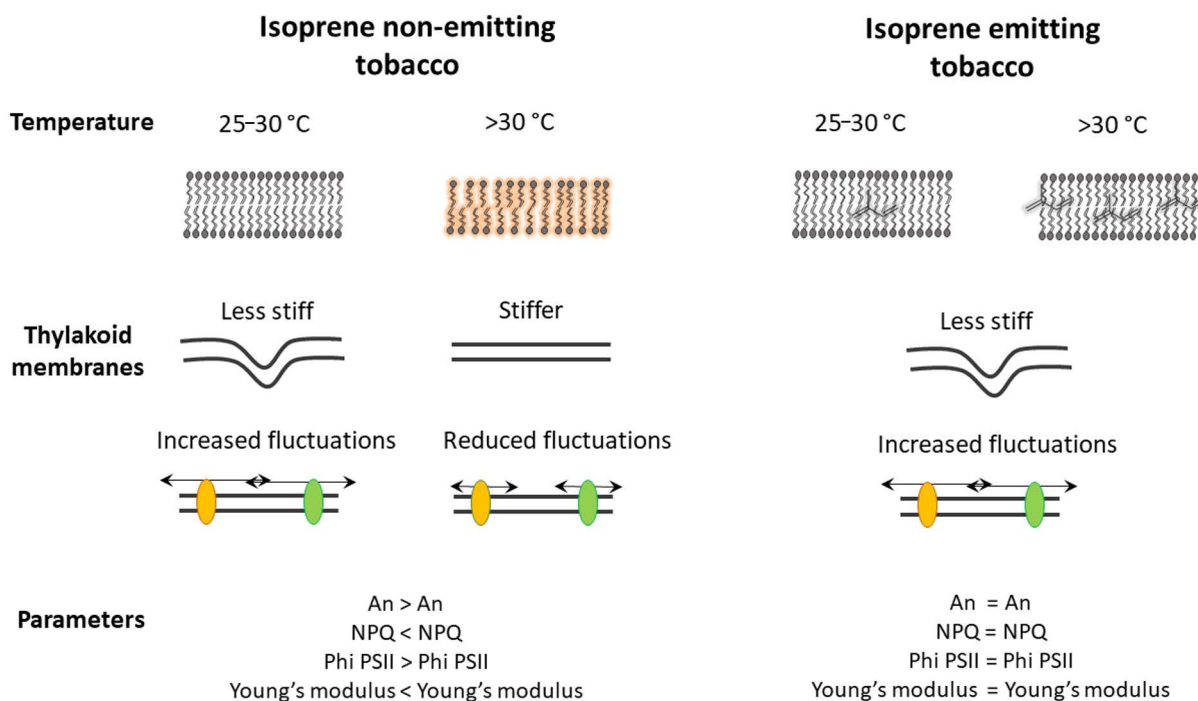 Isoprene non-emitting
tobacco
Isoprene emitting
tobacco
Temperature
25–30 °C
>30 °C
25–30 °C
>30 °C
Thylakoid
membranes
Less stiff
Stiffer
Less stiff
Increased fluctuations
Reduced fluctuations
Increased fluctuations
Parameters
An > An
NPQ < NPQ
Phi PSII > Phi PSII
Young's modulus < Young's modulus
An = An
NPQ = NPQ
Phi PSII = Phi PSII
Young's modulus = Young's modulus